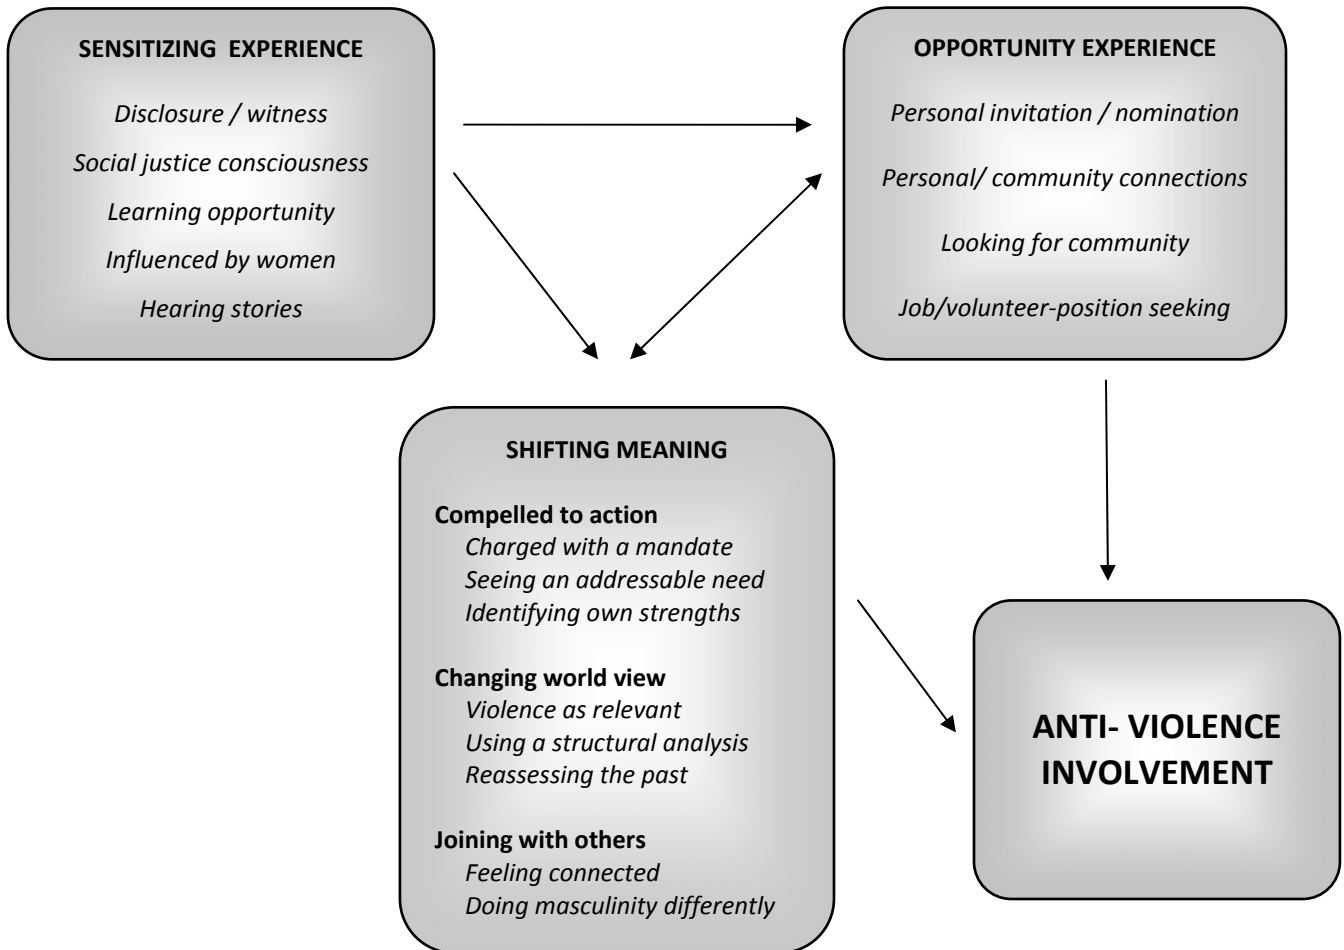 SENSITIZING EXPERIENCE
Disclosure / witness
Social justice consciousness
Learning opportunity
Influenced by women
Hearing stories
OPPORTUNITY EXPERIENCE
Personal invitation / nomination
Personal/ community connections
Looking for community
Job/volunteer-position seeking
SHIFTING MEANING
Compelled to action
Charged with a mandate
Seeing an addressable need
Identifying own strengths
Changing world view
Violence as relevant
Using a structural analysis
Reassessing the past
Joining with others
Feeling connected
Doing masculinity differently
ANTI- VIOLENCE
INVOLVEMENT